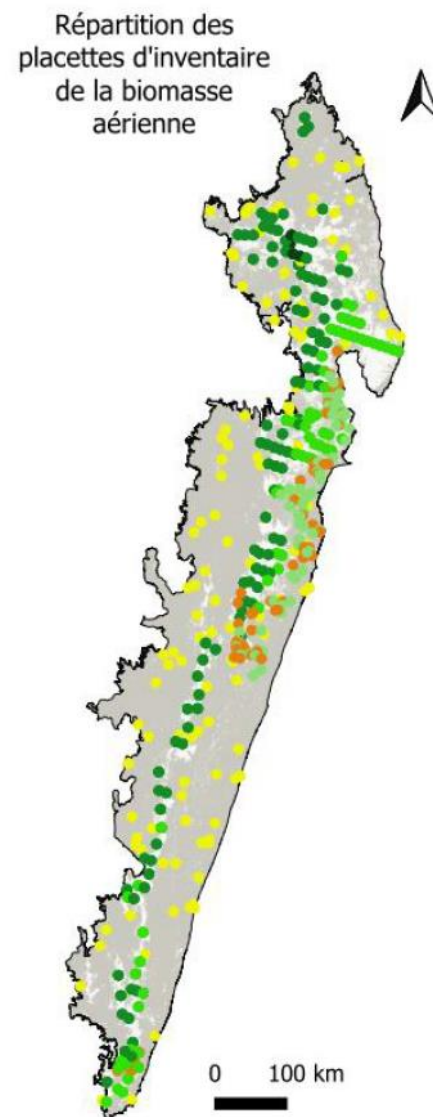 Répartition des
placettes d'inventaire
de la biomasse
aérienne
0 100 km